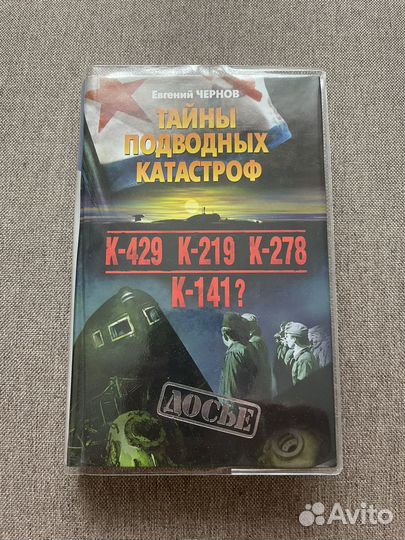 Евгений ЧЕРНОВ
ТАЙНЫ
ПОДВОДНЫХ
КАТАСТРОФ
К-429 К-219 К-278
К-141?
ДОСЬЕ
Avito